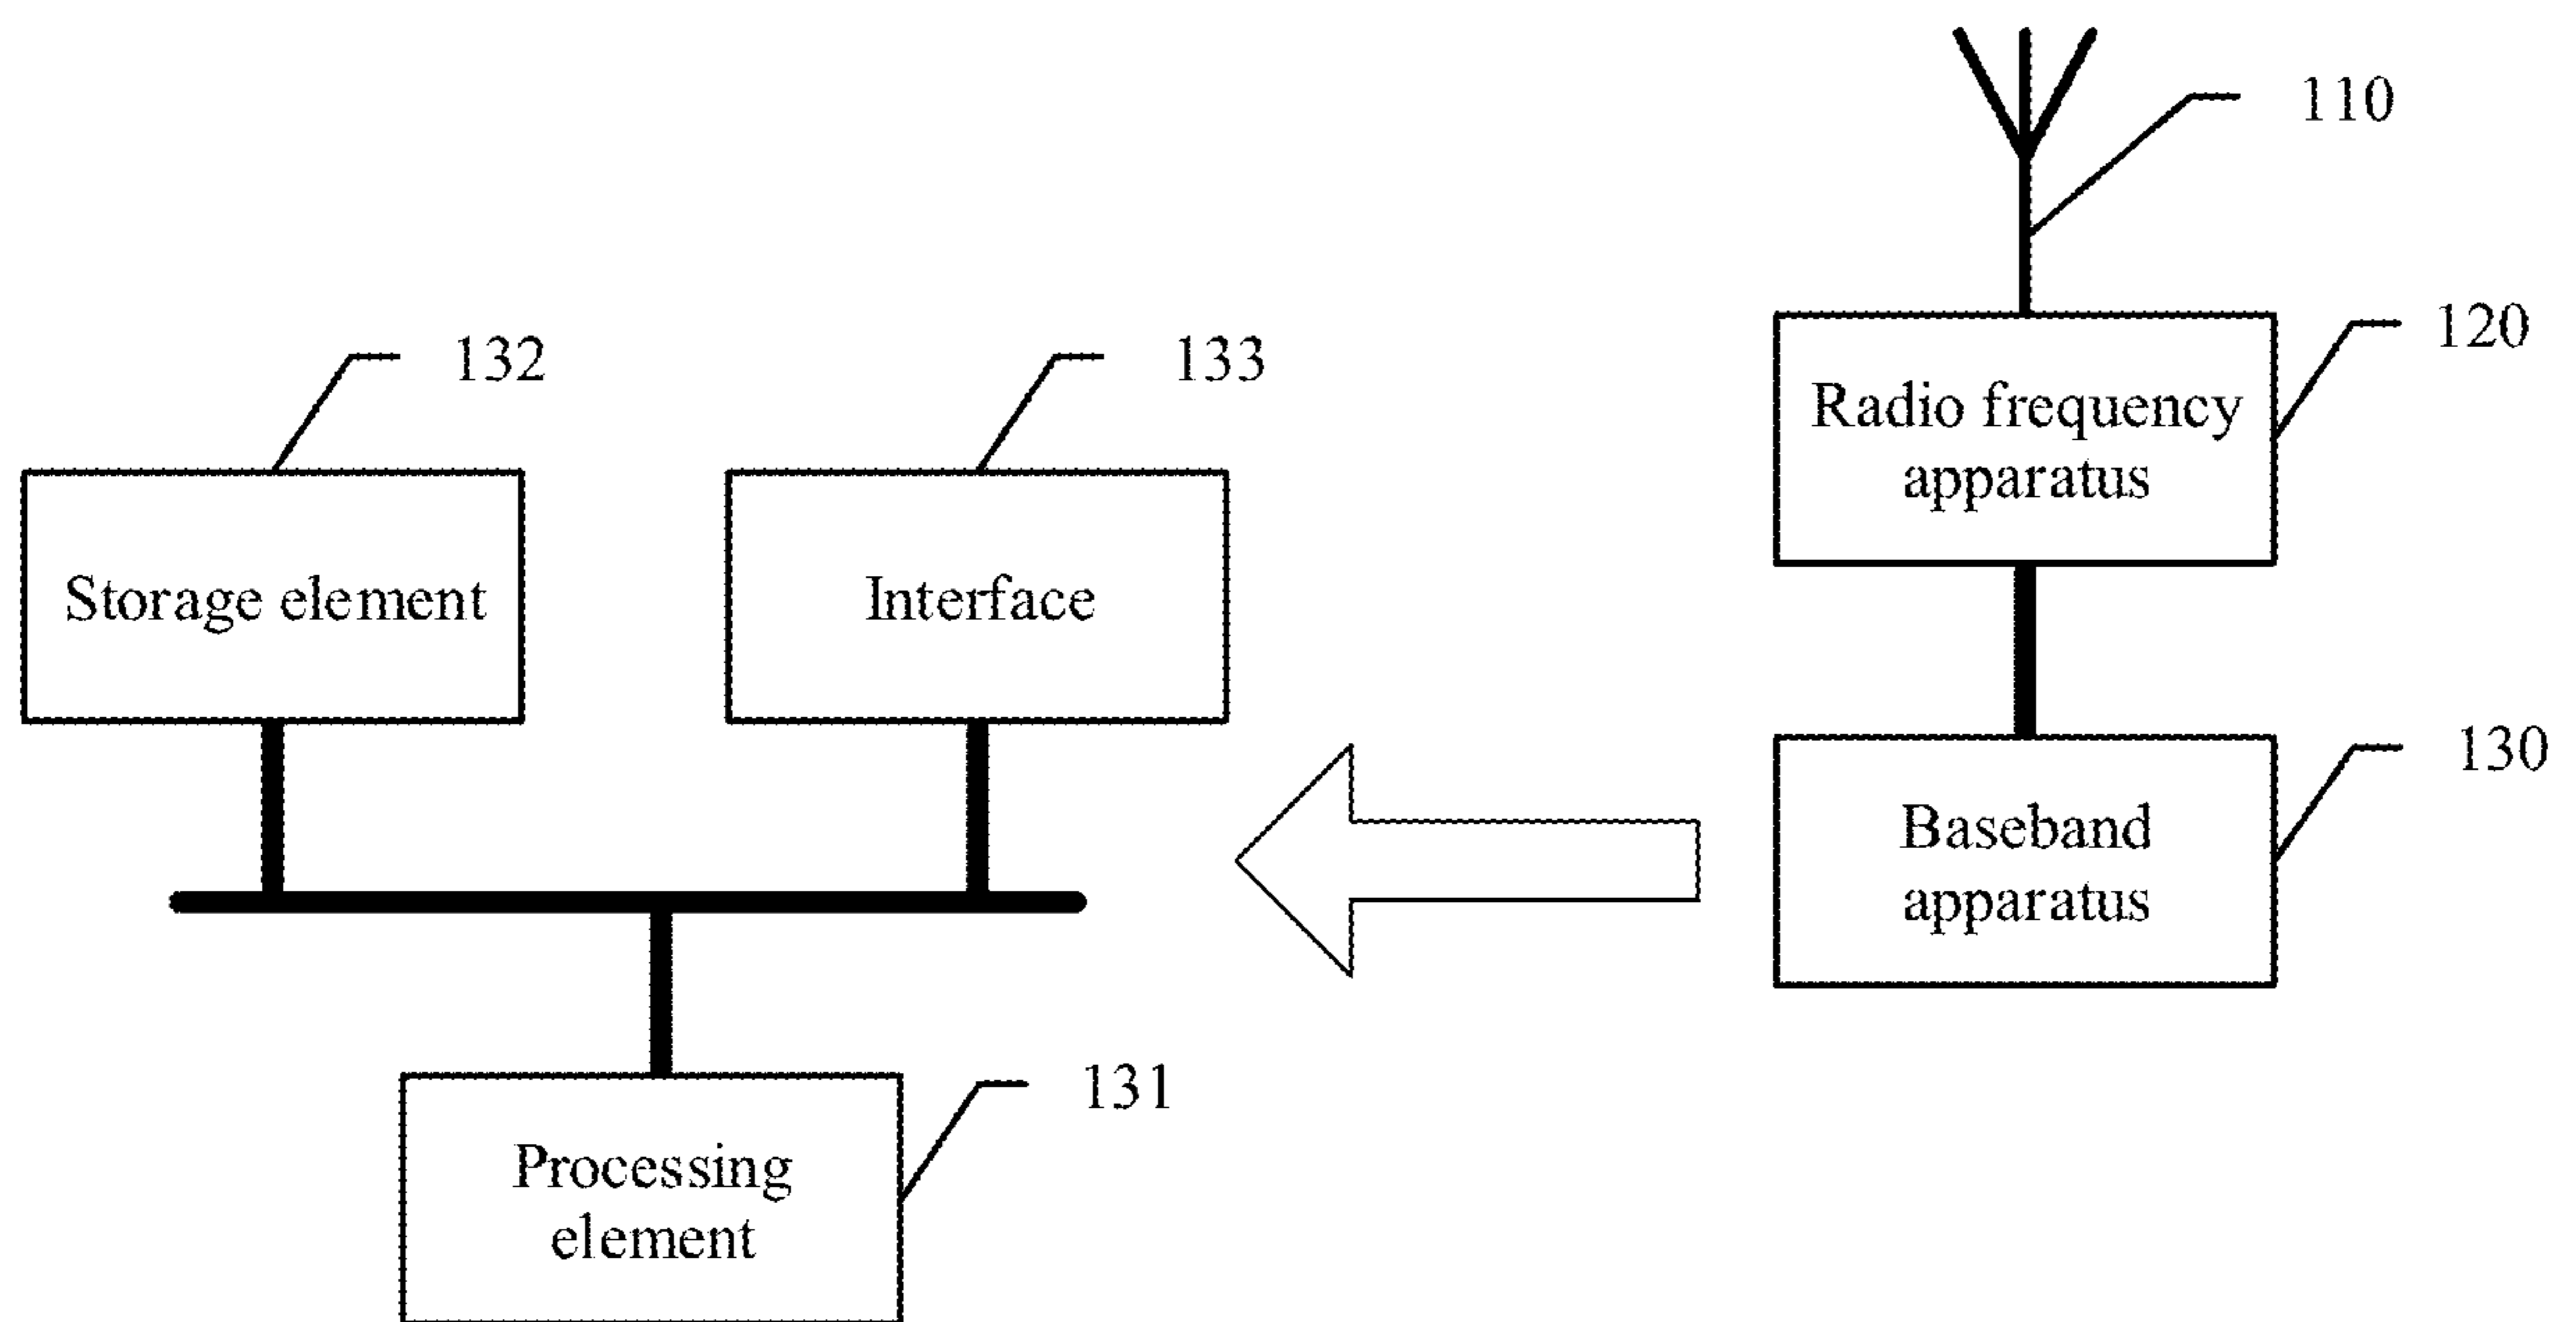 110
120
Radio frequency
apparatus
132
133
Storage element
Interface
130
Baseband
apparatus
131
Processing
element